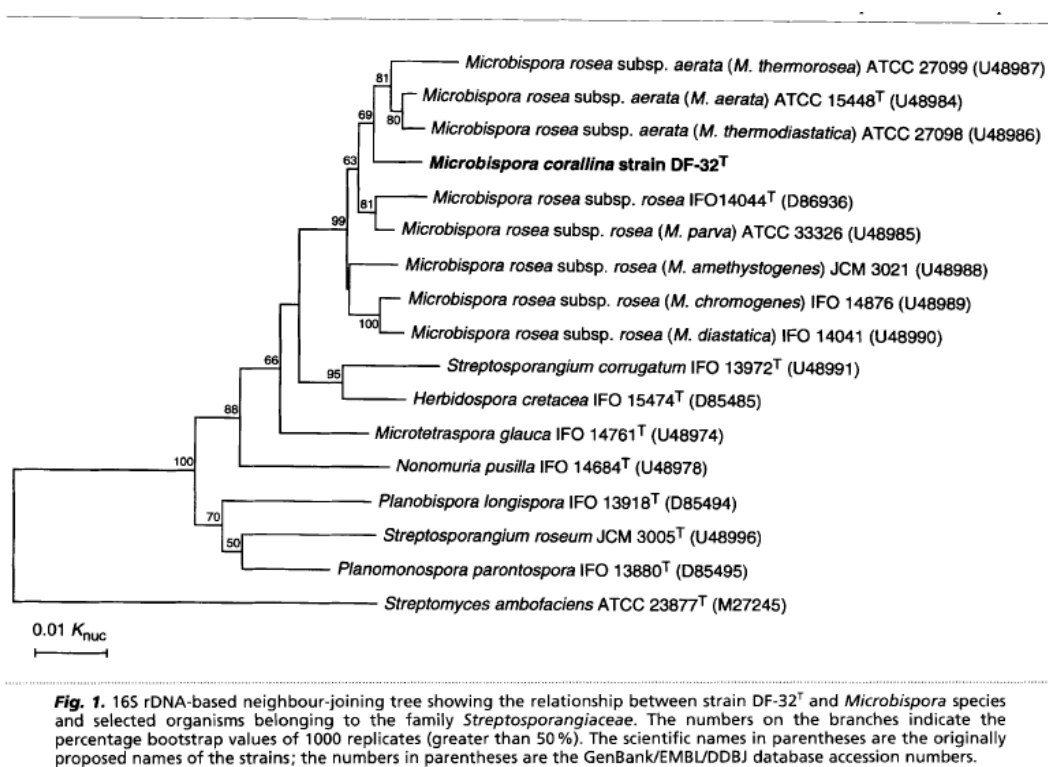 81
Microbispora rosea subsp. aerata (M. thermorosea) ATCC 27099 (U48987)
Microbispora rosea subsp. aerata (M. aerata) ATCC 15448T (U48984)
69
80
Microbispora rosea subsp. aerata (M. thermodiastatica) ATCC 27098 (U48986)
63
Microbispora corallina strain DF-32T
Microbispora rosea subsp. rosea IFO14044T (D86936)
81
99
Microbispora rosea subsp. rosea (M. parva) ATCC 33326 (U48985)
Microbispora rosea subsp. rosea (M. amethystogenes) JCM 3021 (U48988)
Microbispora rosea subsp. rosea (M. chromogenes) IFO 14876 (U48989)
100
Microbispora rosea subsp. rosea (M. diastatica) IFO 14041 (U48990)
66
Streptosporangium corrugatum IFO 13972T (U48991)
95
Herbidospora cretacea IFO 15474T (D85485)
88
Microtetraspora glauca IFO 14761T (U48974)
100
Nonomuria pusilla IFO 14684T (U48978)
Planobispora longispora IFO 13918T (D85494)
70
Streptosporangium roseum JCM 3005T (U48996)
50
Planomonospora parontospora IFO 13880T (D85495)
Streptomyces ambofaciens ATCC 23877T (M27245)
0.01 Knuc
Fig. 1. 16S rDNA-based neighbour-joining tree showing the relationship between strain DF-32T and Microbispora species
and selected organisms belonging to the family Streptosporangiaceae. The numbers on the branches indicate the
percentage bootstrap values of 1000 replicates (greater than 50%). The scientific names in parentheses are the originally
proposed names of the strains; the numbers in parentheses are the GenBank/EMBL/DDBJ database accession numbers.